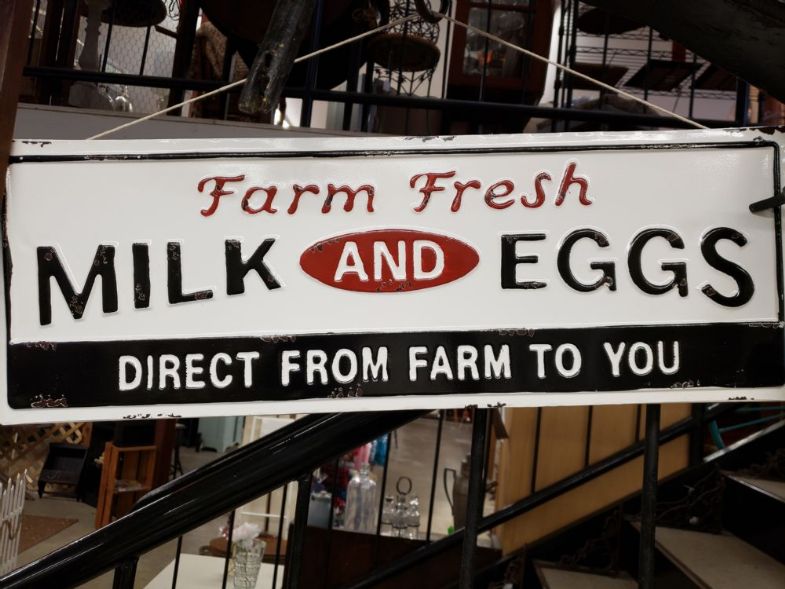 Farm Fresh
MILK AND EGGS
DIRECT FROM FARM TO YOU